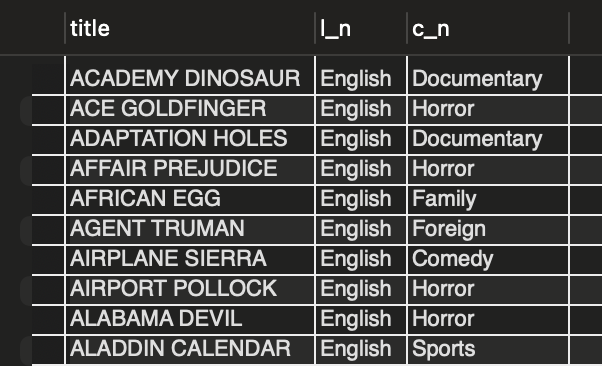 title l_n c_n
ACADEMY DINOSAUR English Documentary
ACE GOLDFINGER English Horror
ADAPTATION HOLES English Documentary
AFFAIR PREJUDICE English Horror
AFRICAN EGG English Family
AGENT TRUMAN English Foreign
AIRPLANE SIERRA English Comedy
AIRPORT POLLOCK English Horror
ALABAMA DEVIL English Horror
ALADDIN CALENDAR English Sports